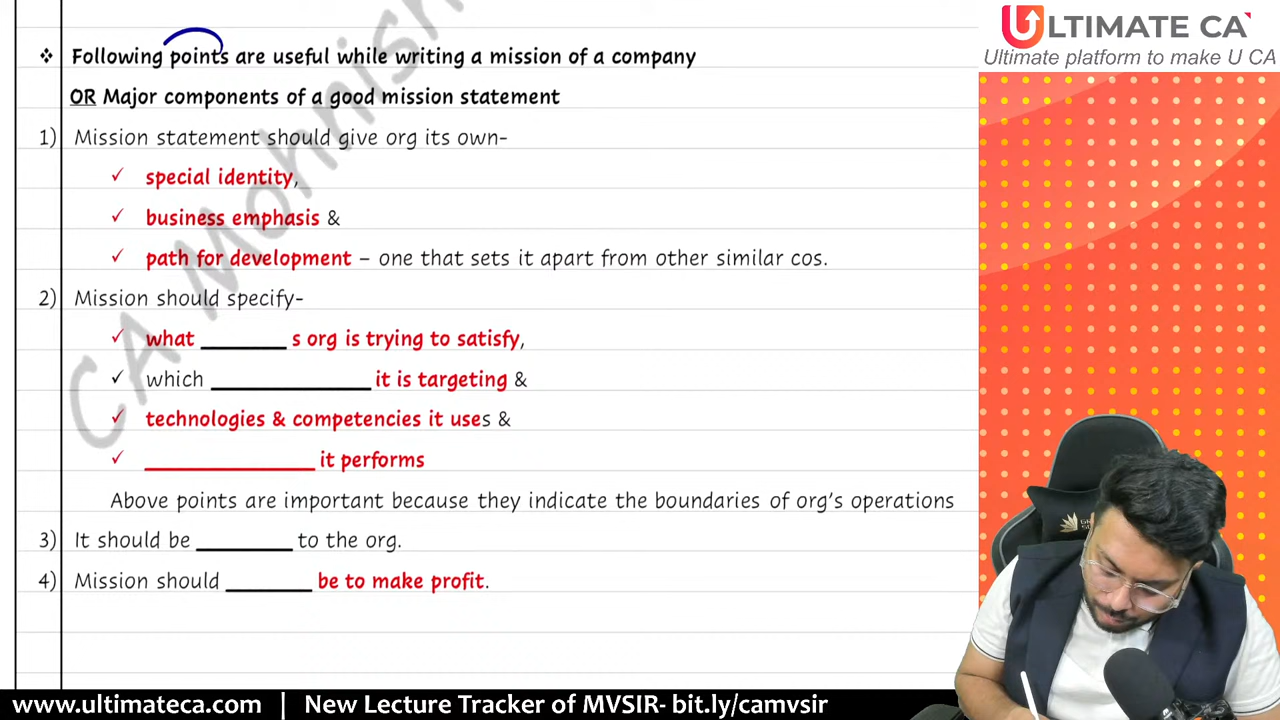 ULTIMATE CA
Ultimate platform to make U CA
❖ Following points are useful while writing a mission of a company
OR Major components of a good mission statement
1) Mission statement should give org its own-
✓ special identity,
✓ business emphasis &
✓ path for development – one that sets it apart from other similar cos.
2) Mission should specify-
✓ what ________ s org is trying to satisfy,
✓ which _______________ it is targeting &
✓ technologies & competencies it uses &
✓ ________________ it performs
Above points are important because they indicate the boundaries of org's operations
3) It should be _________ to the org.
4) Mission should ________ be to make profit.
CA Mohnish
www.ultimateca.com | New Lecture Tracker of MVSIR- bit.ly/camvsir